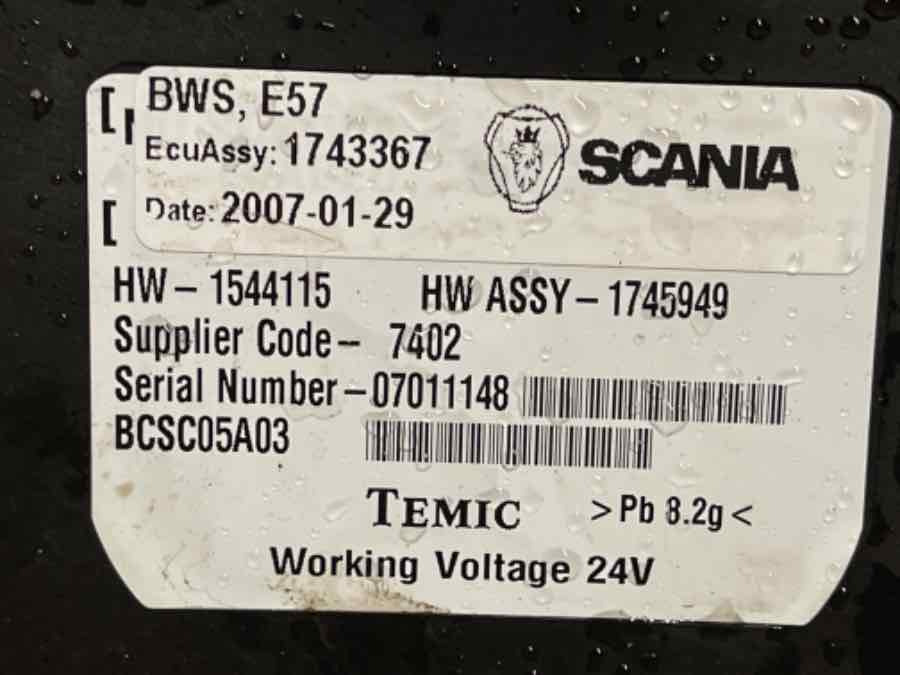 BWS, E57
EcuAssy: 1743367
SCANIA
Date: 2007-01-29
HW – 1544115 HW ASSY – 1745949
Supplier Code – 7402
Serial Number – 07011148
BCSC05A03
TEMIC >Pb 8.2g<
Working Voltage 24V